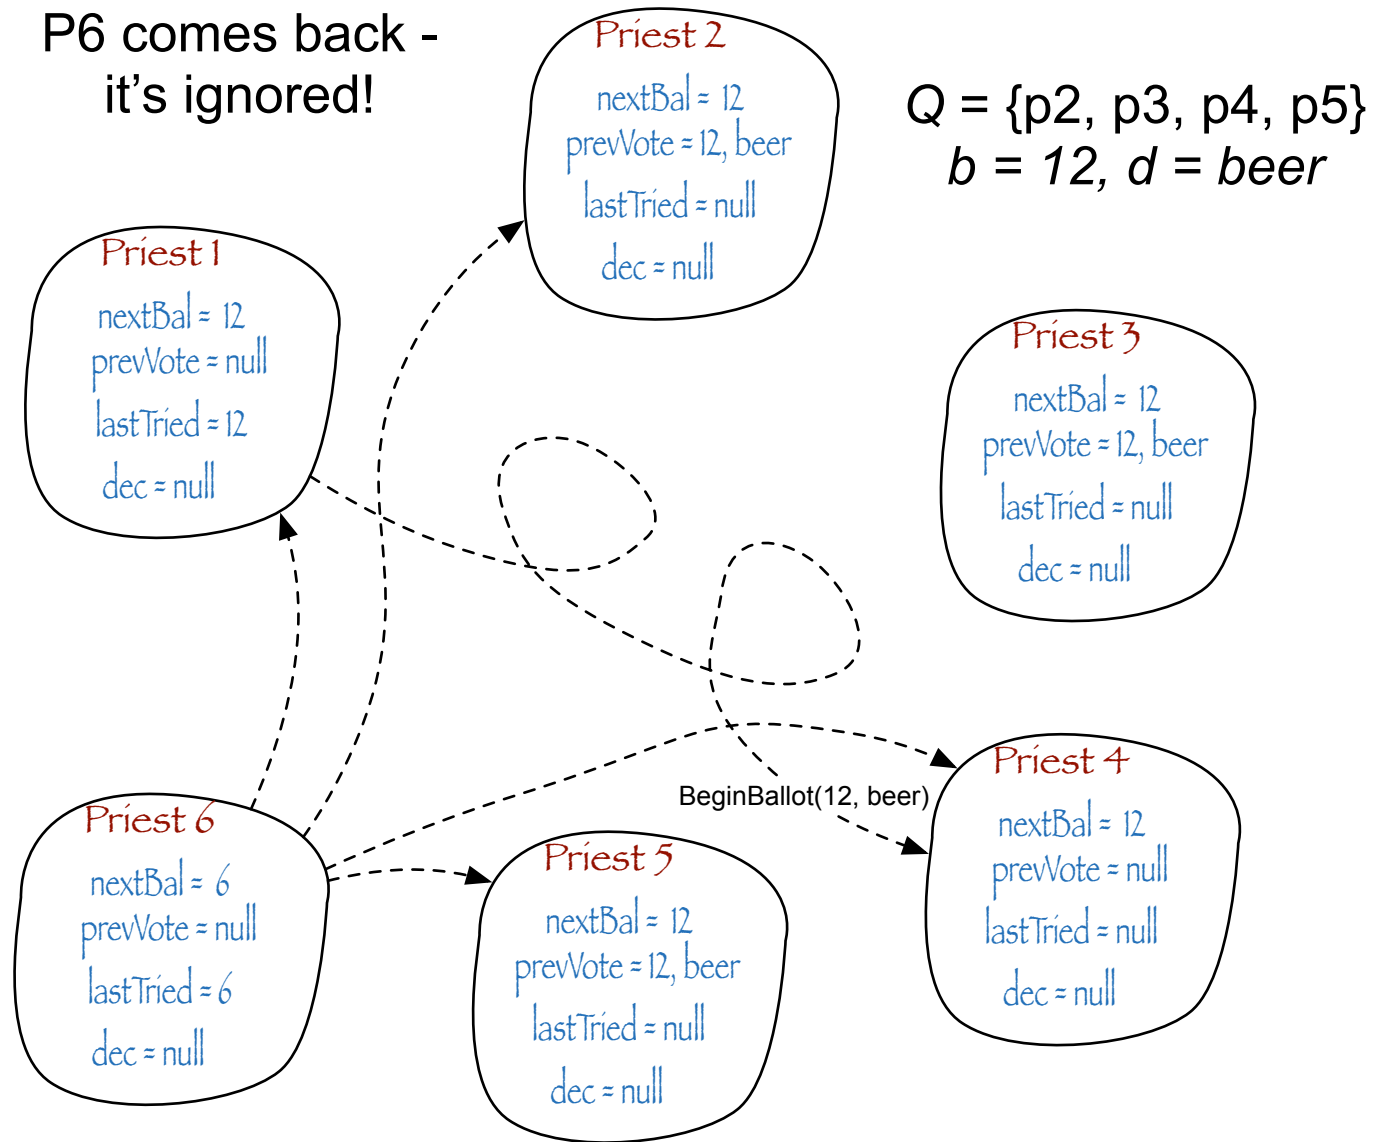 P6 comes back -
it's ignored!
Priest 2
nextBal = 12
prevVote = 12, beer
lastTried = null
dec = null
Q = {p2, p3, p4, p5}
b = 12, d = beer
Priest 1
nextBal = 12
prevVote = null
lastTried = 12
dec = null
Priest 3
nextBal = 12
prevVote = 12, beer
lastTried = null
dec = null
BeginBallot(12, beer)
Priest 4
nextBal = 12
prevVote = null
lastTried = null
dec = null
Priest 6
nextBal = 6
prevVote = null
lastTried = 6
dec = null
Priest 5
nextBal = 12
prevVote = 12, beer
lastTried = null
dec = null